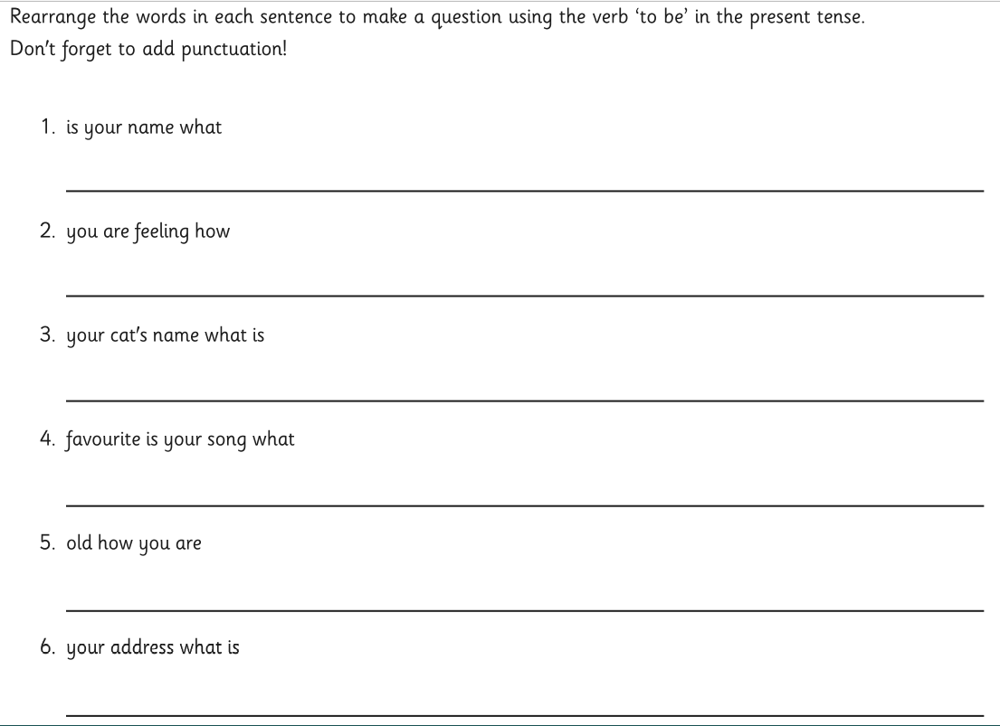 Rearrange the words in each sentence to make a question using the verb ‘to be’ in the present tense.
Don't forget to add punctuation!
1. is your name what
2. you are feeling how
3. your cat's name what is
4. favourite is your song what
5. old how you are
6. your address what is